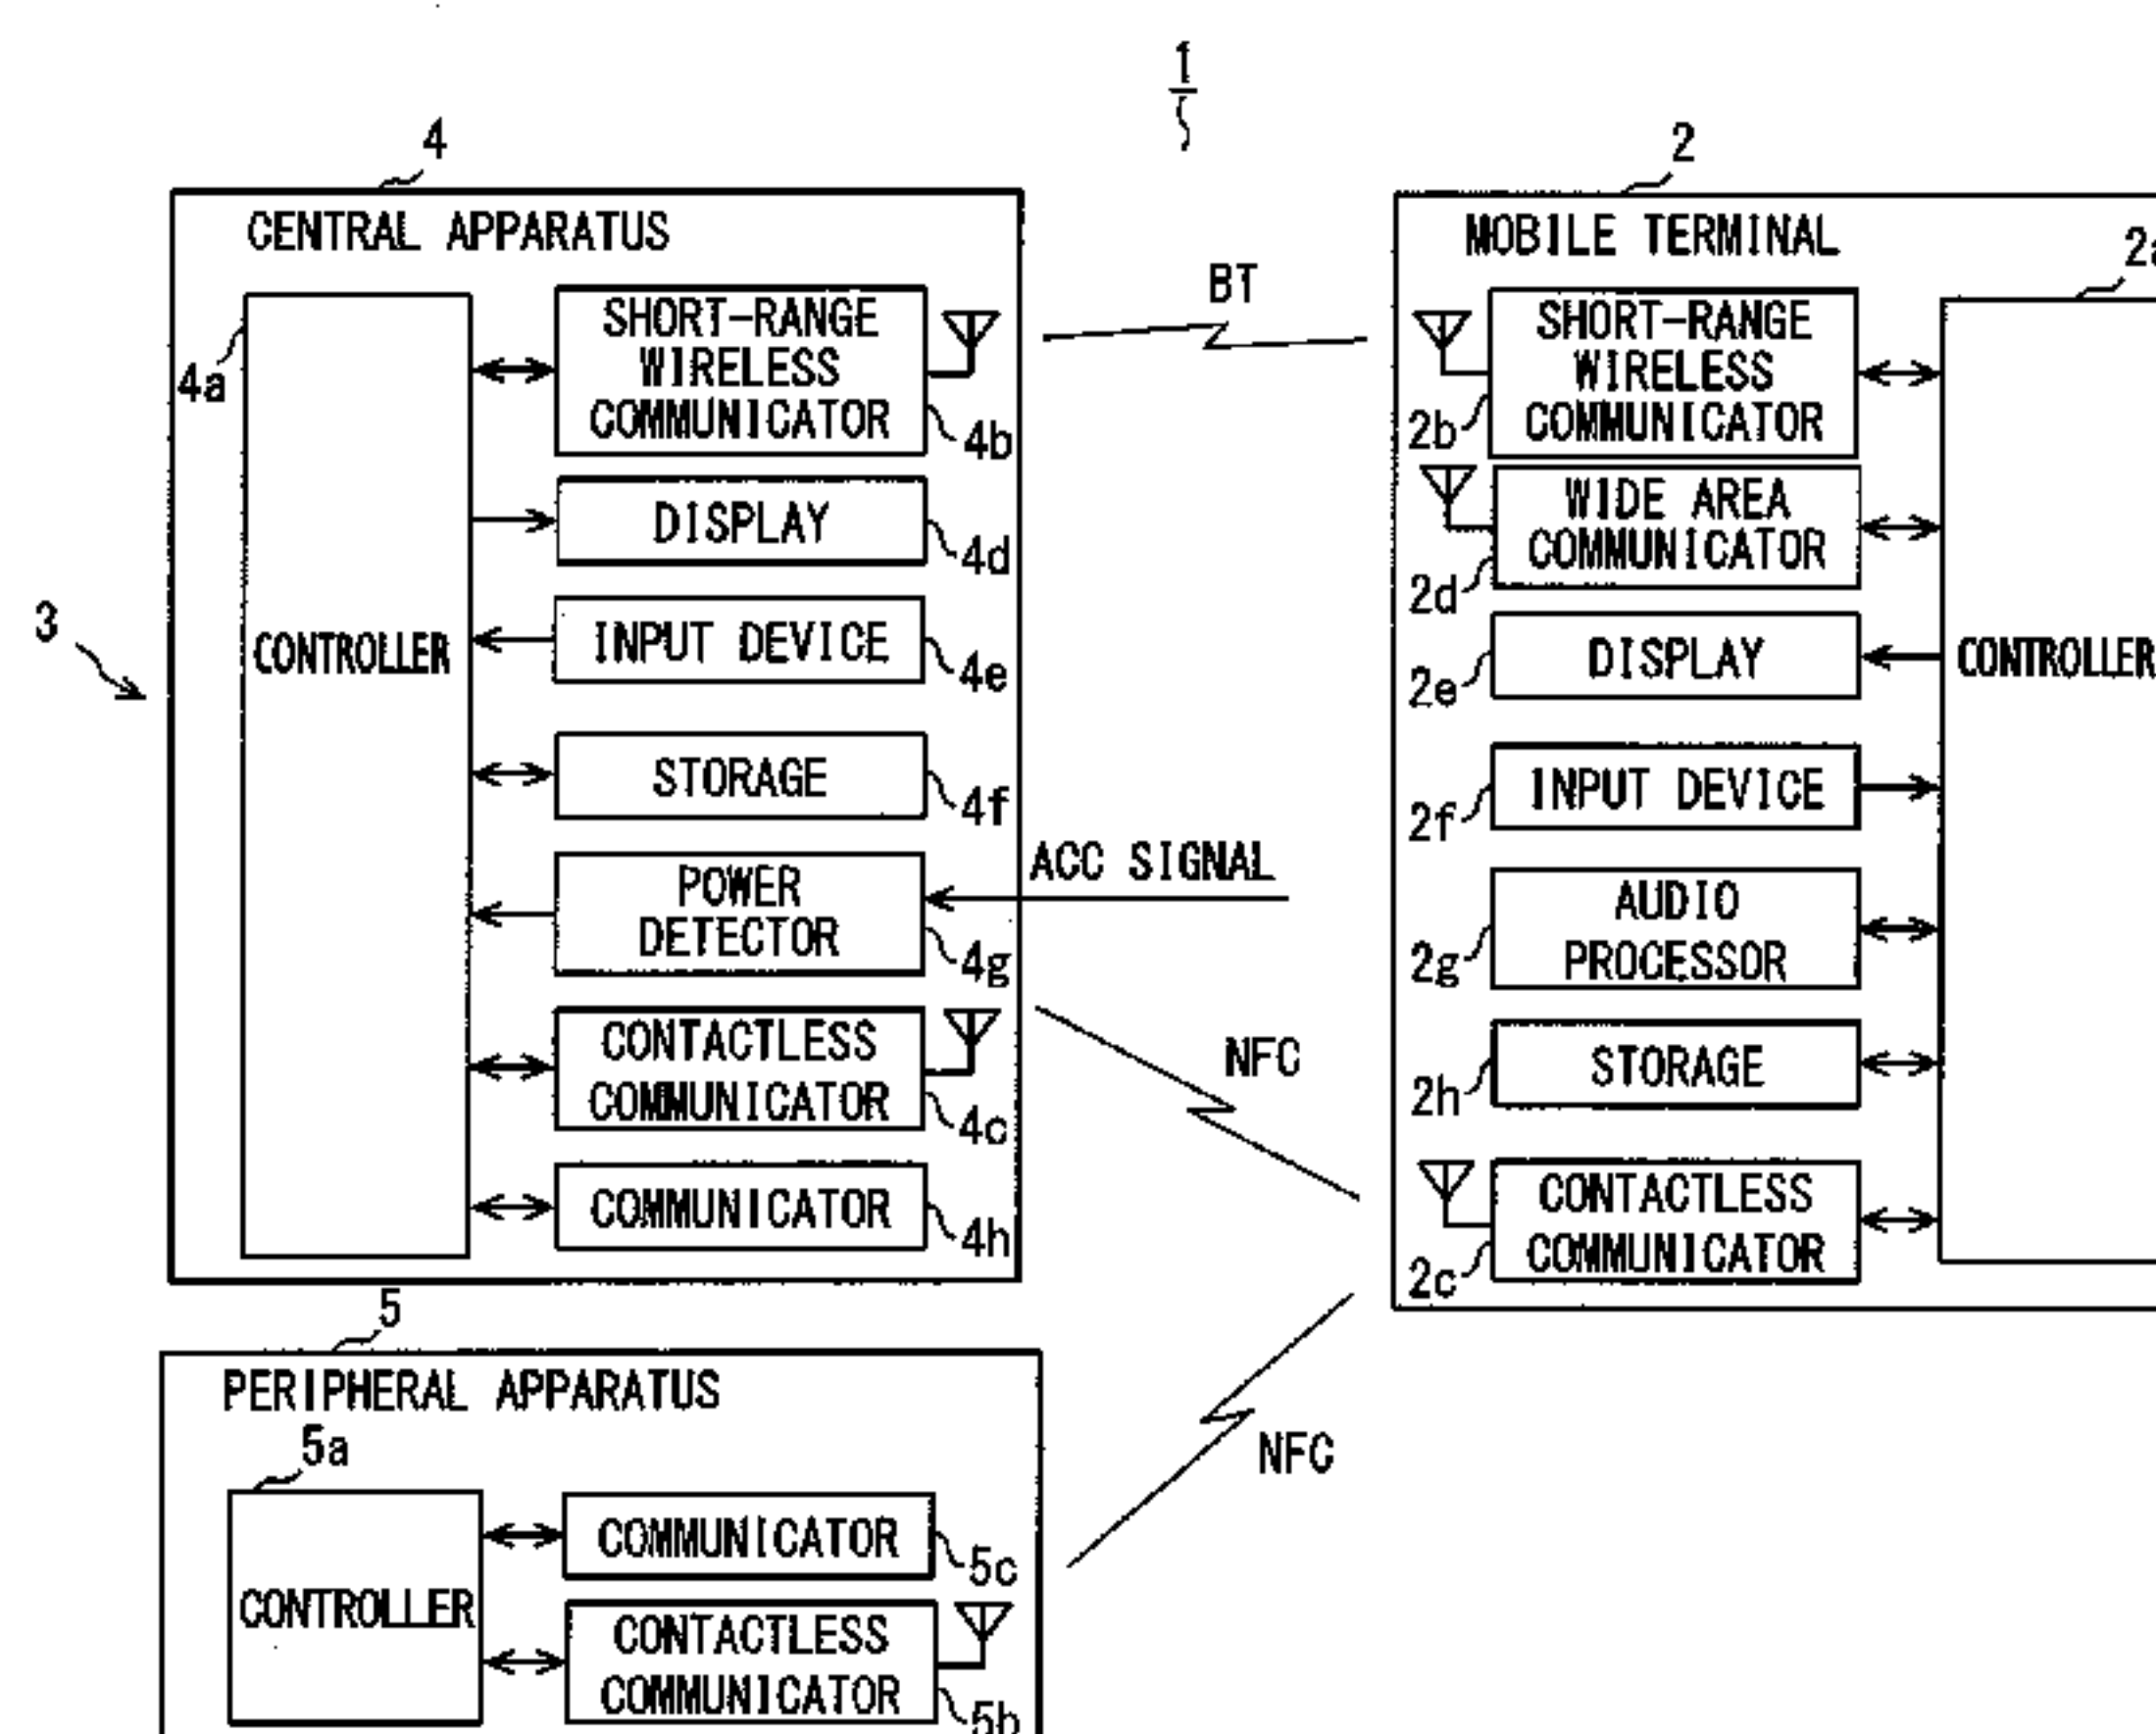 1
4
CENTRAL APPARATUS
4a
CONTROLLER
SHORT-RANGE
WIRELESS
COMMUNICATOR
4b
DISPLAY
4d
INPUT DEVICE
4e
3
STORAGE
4f
POWER
DETECTOR
4g
ACC SIGNAL
CONTACTLESS
COMMUNICATOR
4c
COMMUNICATOR
4h
BT
NFC
NFC
2
MOBILE TERMINAL
2a
SHORT-RANGE
WIRELESS
COMMUNICATOR
2b
WIDE AREA
COMMUNICATOR
2d
DISPLAY
2e
CONTROLLER
INPUT DEVICE
2f
AUDIO
PROCESSOR
2g
STORAGE
2h
CONTACTLESS
COMMUNICATOR
2c
5
PERIPHERAL APPARATUS
5a
CONTROLLER
COMMUNICATOR
5c
CONTACTLESS
COMMUNICATOR
5b